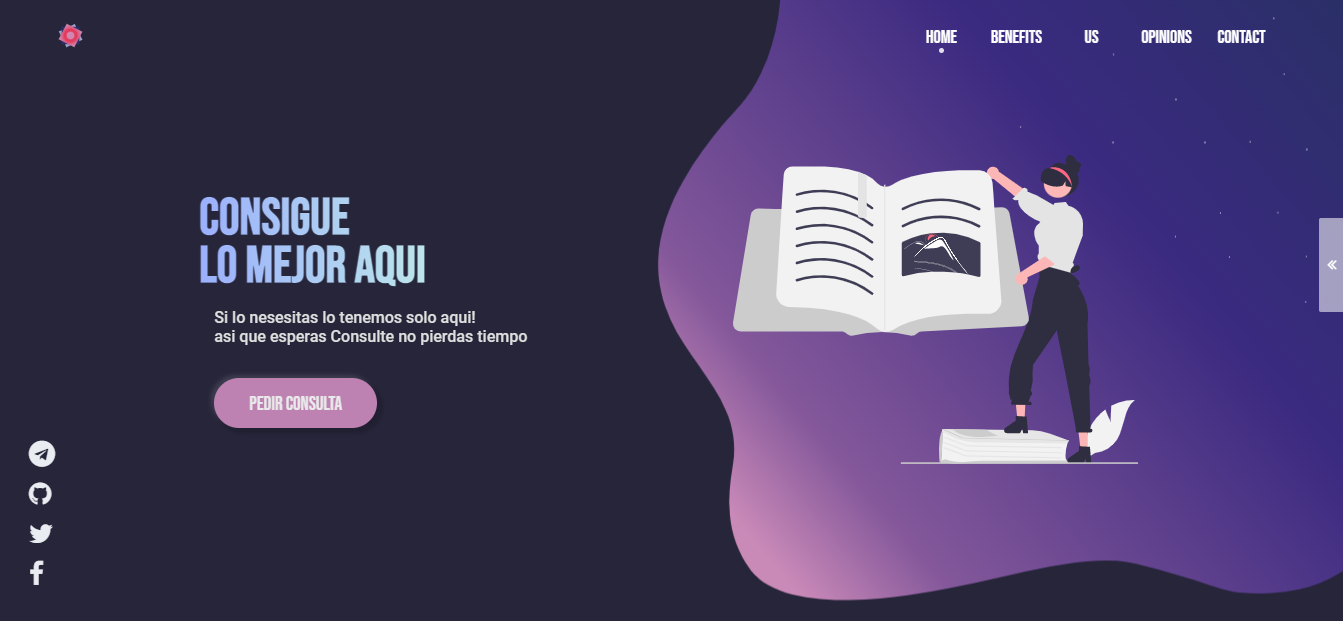 HOME BENEFITS US OPINIONS CONTACT
CONSIGUE
LO MEJOR AQUI
Si lo nesesitas lo tenemos solo aqui!
asi que esperas Consulte no pierdas tiempo
PEDIR CONSULTA